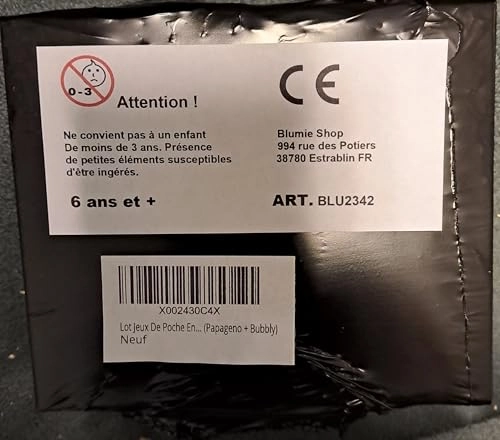 0-3
Attention !
CE
Ne convient pas à un enfant
De moins de 3 ans. Présence
de petites éléments susceptibles
d'être ingérés.
6 ans et +
Blumie Shop
994 rue des Potiers
38780 Estrablin FR
ART. BLU2342
X002430C4X
Lot Jeux De Poche En... (Papageno + Bubbly)
Neuf